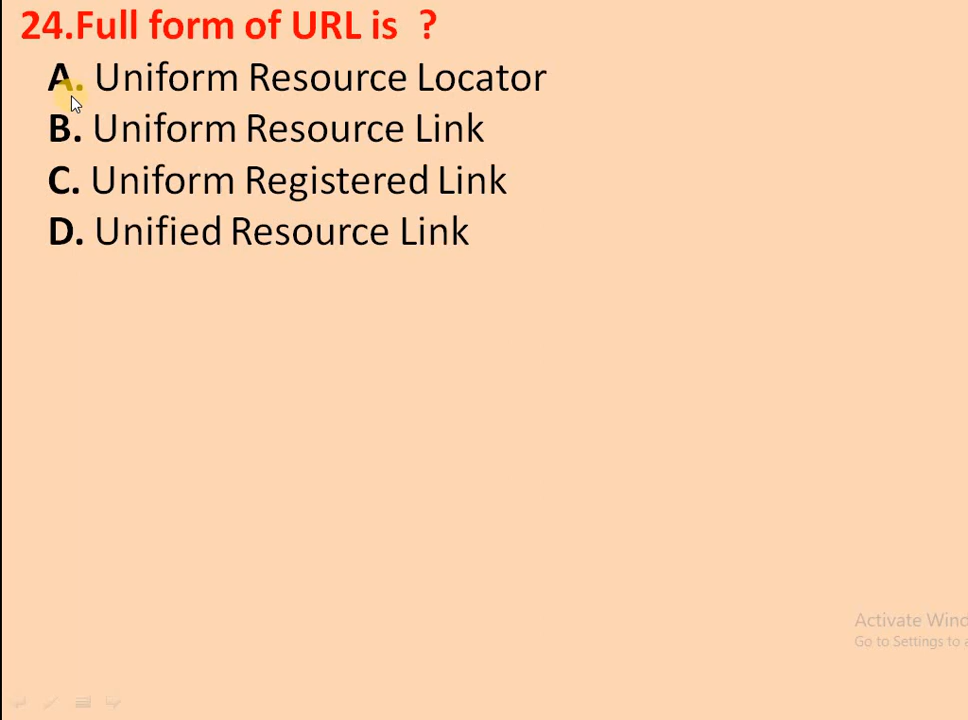 24.Full form of URL is ?
A. Uniform Resource Locator
B. Uniform Resource Link
C. Uniform Registered Link
D. Unified Resource Link
Activate Wind
Go to Settings to a